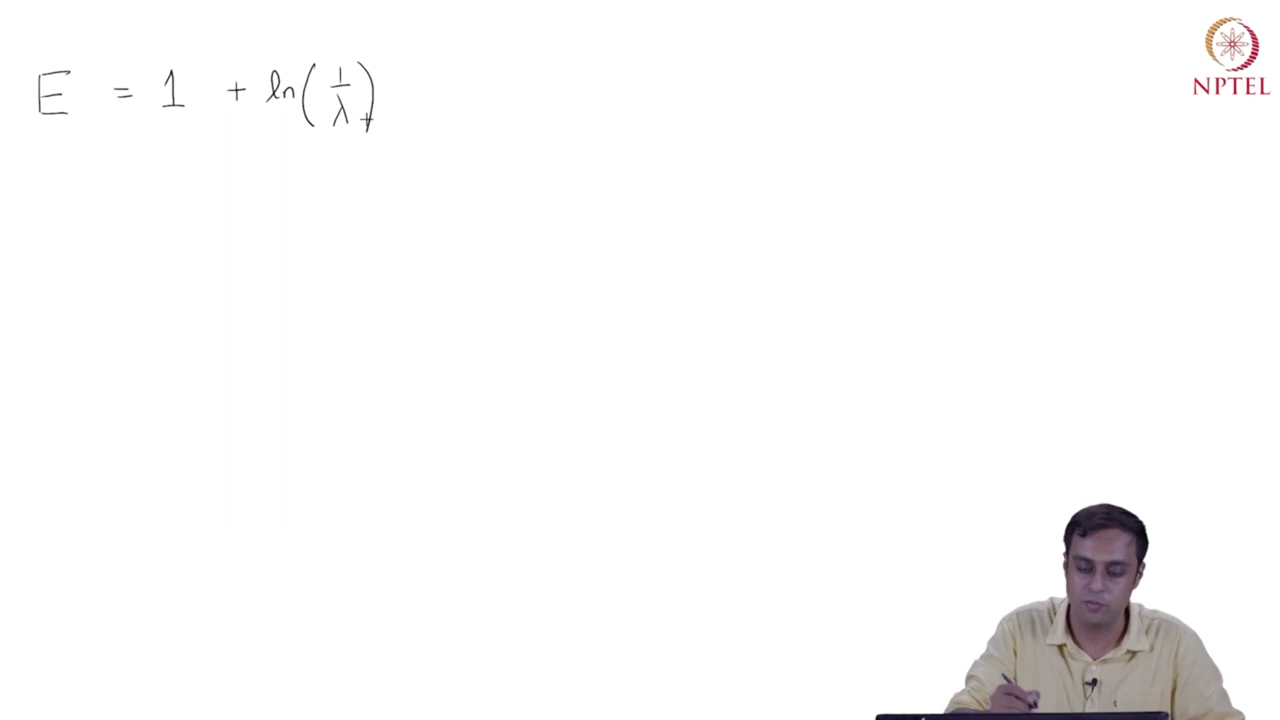 E = 1 + ln(1/λ+)
NPTEL